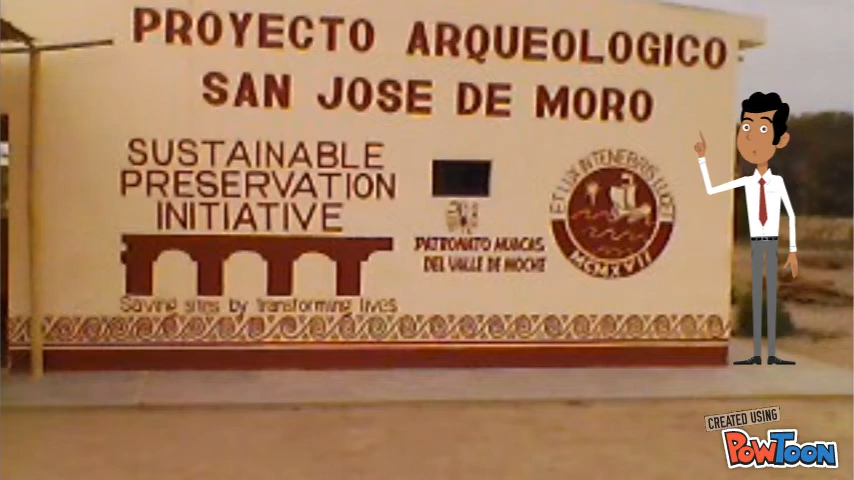 PROYECTO ARQUEOLOGICO
SAN JOSE DE MORO
SUSTAINABLE
PRESERVATION
INITIATIVE
Saving sites by transforming lives
PATRONATO HUACAS
DEL VALLE DE MOCHE
ET LUX IN TENEBRIS LUCET
MCMXVII
CREATED USING
POWTOON